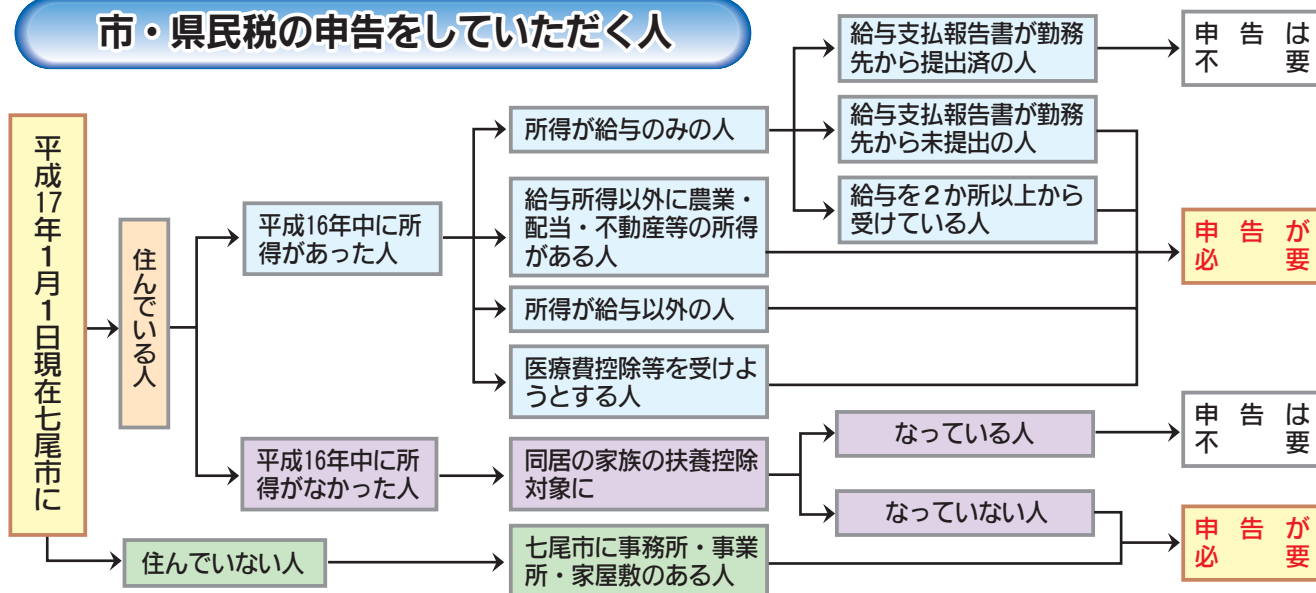 市・県民税の申告をしていただく人
平成17年1月1日現在七尾市に
住んでいる人
平成16年中に所
得があった人
所得が給与のみの人
給与支払報告書が勤務
先から提出済の人
申告は
不要
給与支払報告書が勤務
先から未提出の人
給与を2か所以上から
受けている人
給与所得以外に農業・
配当・不動産等の所得
がある人
申告が
必要
所得が給与以外の人
医療費控除等を受けよ
うとする人
平成16年中に所
得がなかった人
同居の家族の扶養控除
対象に
なっている人
申告は
不要
なっていない人
申告が
必要
住んでいない人
七尾市に事務所・事業
所・家屋敷のある人